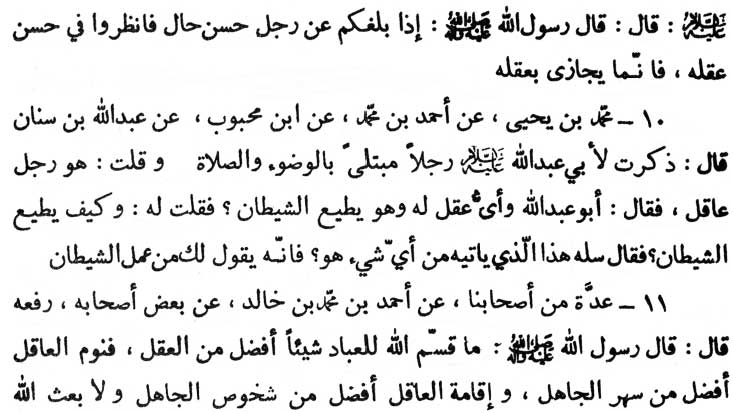 عليه السلام : قال : قال رسول الله صلى الله عليه وآله : إذا بلغكم عن رجل حسن حال فانظروا في حسن
عقله ، فا نّما يجازى بعقله
١٠ ـ محمّد بن يحيى ، عن أحمد بن محمّد ، عن ابن محبوب ، عن عبدالله بن سنان
قال : ذكرت لأ بي عبدالله عليه السلام رجلاً مبتلىً بالوضوء والصلاة و قلت : هو رجل
عاقل ، فقال : أبوعبدالله وأيُّ عقل له وهو يطيع الشيطان ؟ فقلت له : و كيف يطيع
الشيطان؟ فقال سله هذا الّذي ياتيه من أيّ شيء هو؟ فانّه يقول لك من عمل الشيطان
١١ ـ عدَّة من أصحابنا ، عن أحمد بن محمّد بن خالد ، عن بعض أصحابه ، رفعه
قال : قال رسول الله صلى الله عليه وآله : ما قسّم الله للعباد شيئاً أفضل من العقل ، فنوم العاقل
أفضل من سهر الجاهل ، و إقامة العاقل أفضل من شخوص الجاهل و لا بعث الله